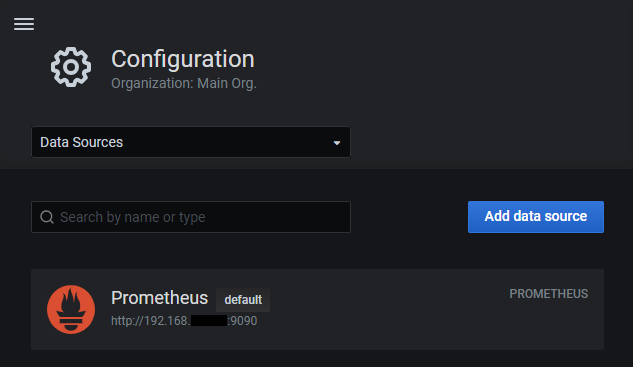 Configuration
Organization: Main Org.
Data Sources
Search by name or type
Add data source
Prometheus default
PROMETHEUS
http://192.168. :9090